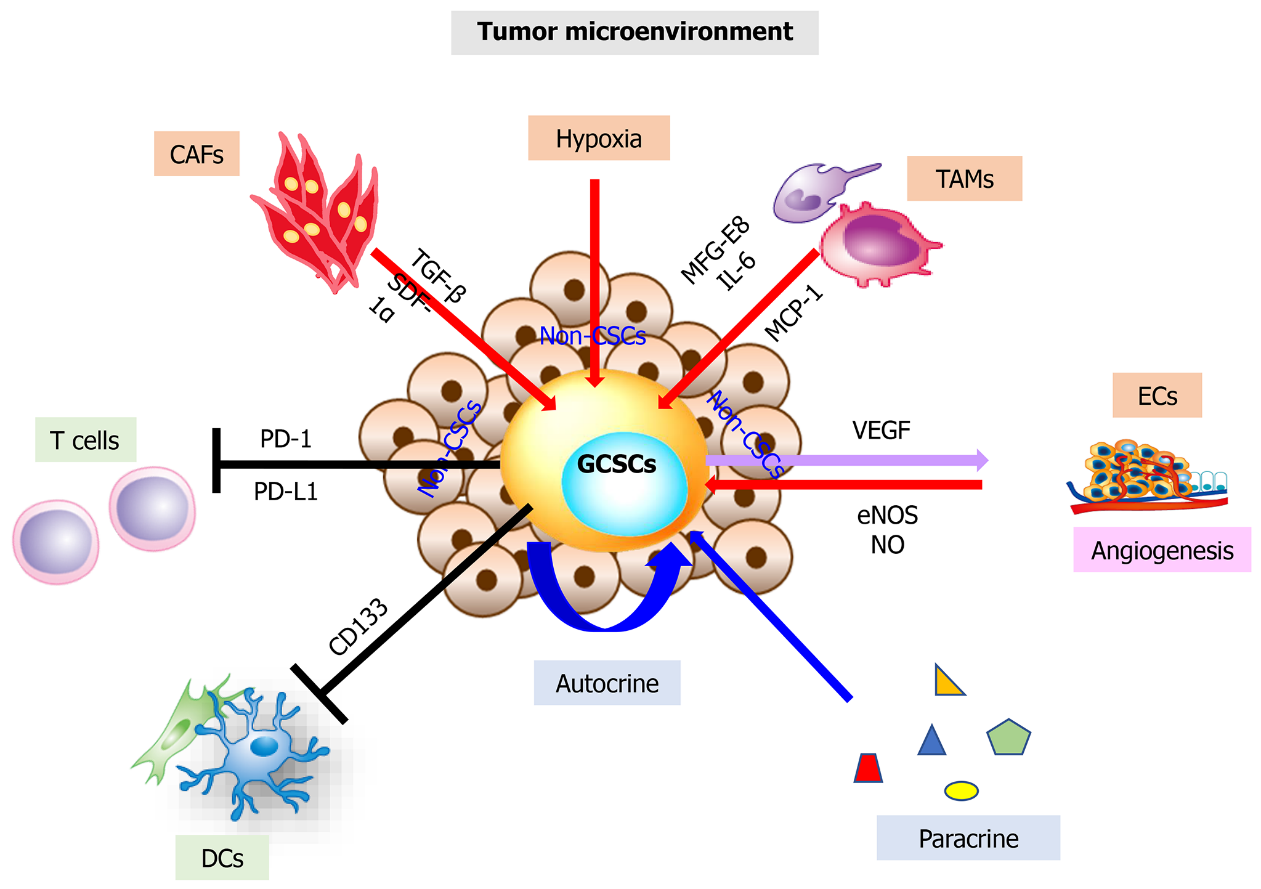 Tumor microenvironment
Hypoxia
CAFs
TAMs
TGF-β
SDF-
1α
MFG-E8
IL-6
MCP-1
Non-CSCs
Non-CSCs
Non-CSCs
ECs
T cells
PD-1
PD-L1
GCSCs
VEGF
eNOS
NO
Angiogenesis
CD133
Autocrine
Paracrine
DCs